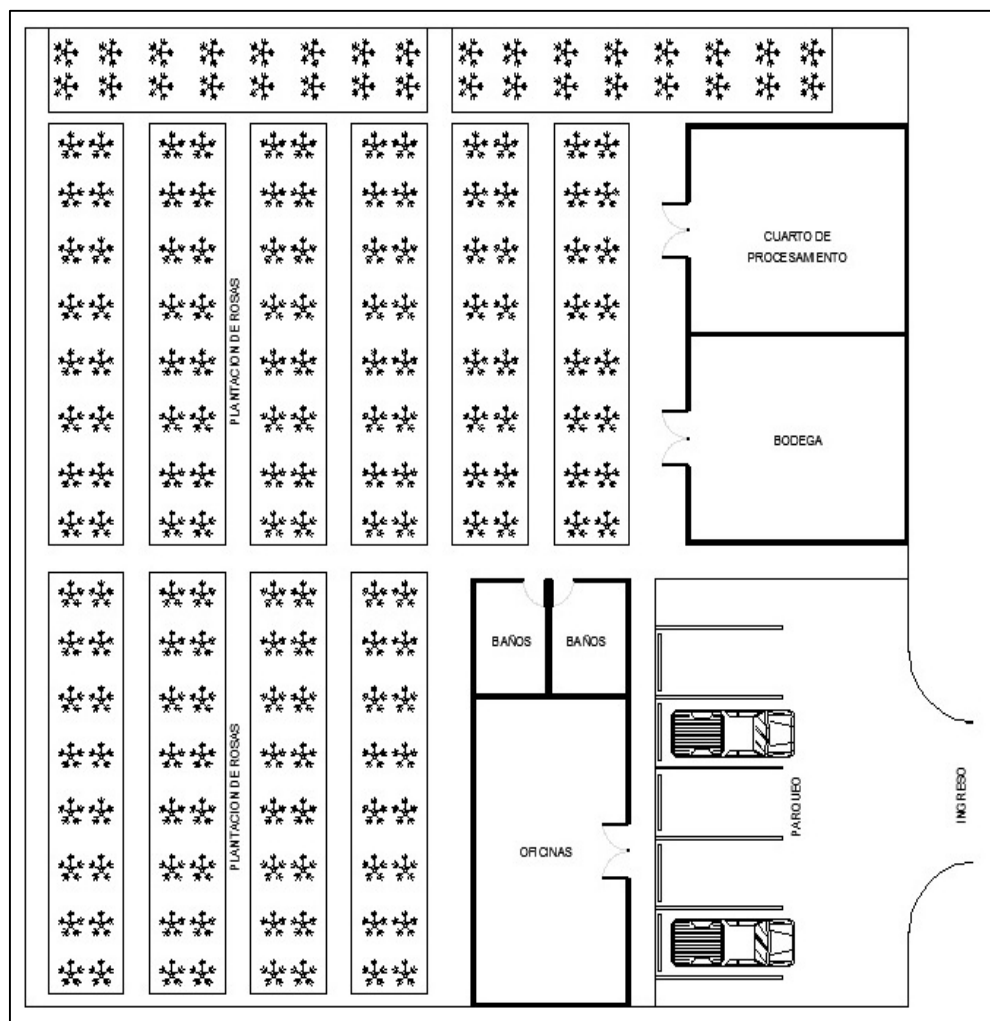 CUARTO DE
PROCESAMIENTO
PLANTACION DE ROSAS
BODEGA
BAÑOS
BAÑOS
PLANTACION DE ROSAS
OFICINAS
PARQUEO
INGRESO